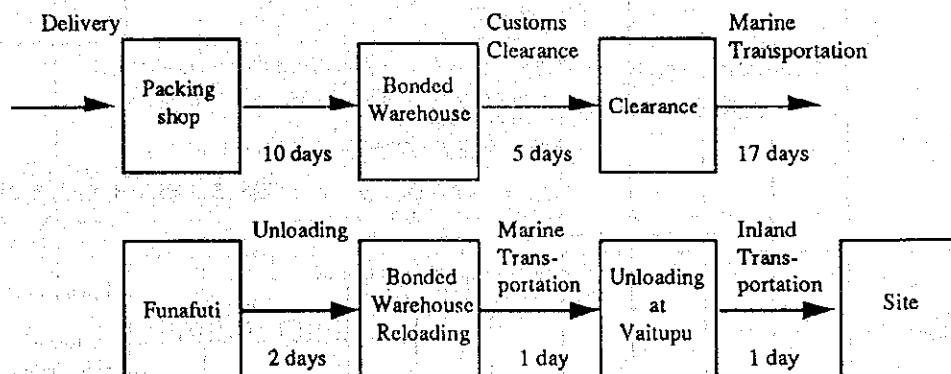 Delivery
Packing
shop
10 days
Bonded
Warehouse
Customs
Clearance
5 days
Clearance
Marine
Transportation
17 days
Funafuti
Unloading
2 days
Bonded
Warehouse
Reloading
Marine
Trans-
portation
1 day
Unloading
at
Vaitupu
Inland
Trans-
portation
1 day
Site